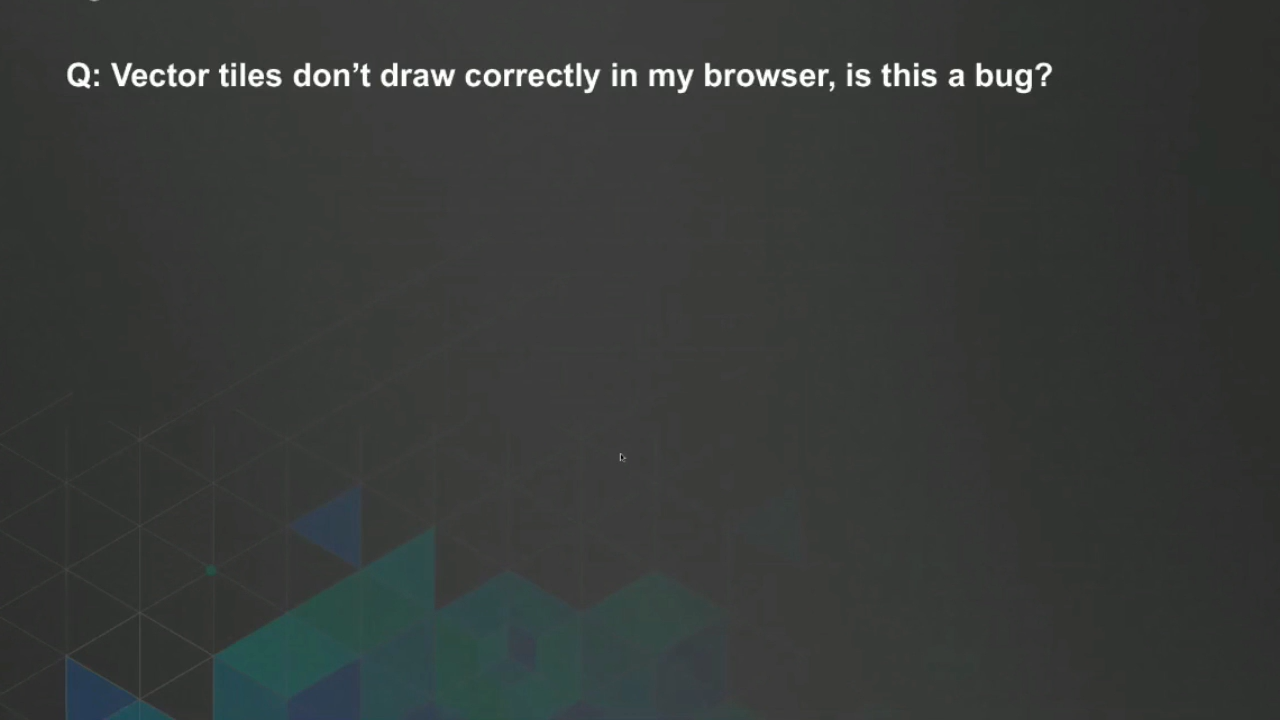 Q: Vector tiles don’t draw correctly in my browser, is this a bug?